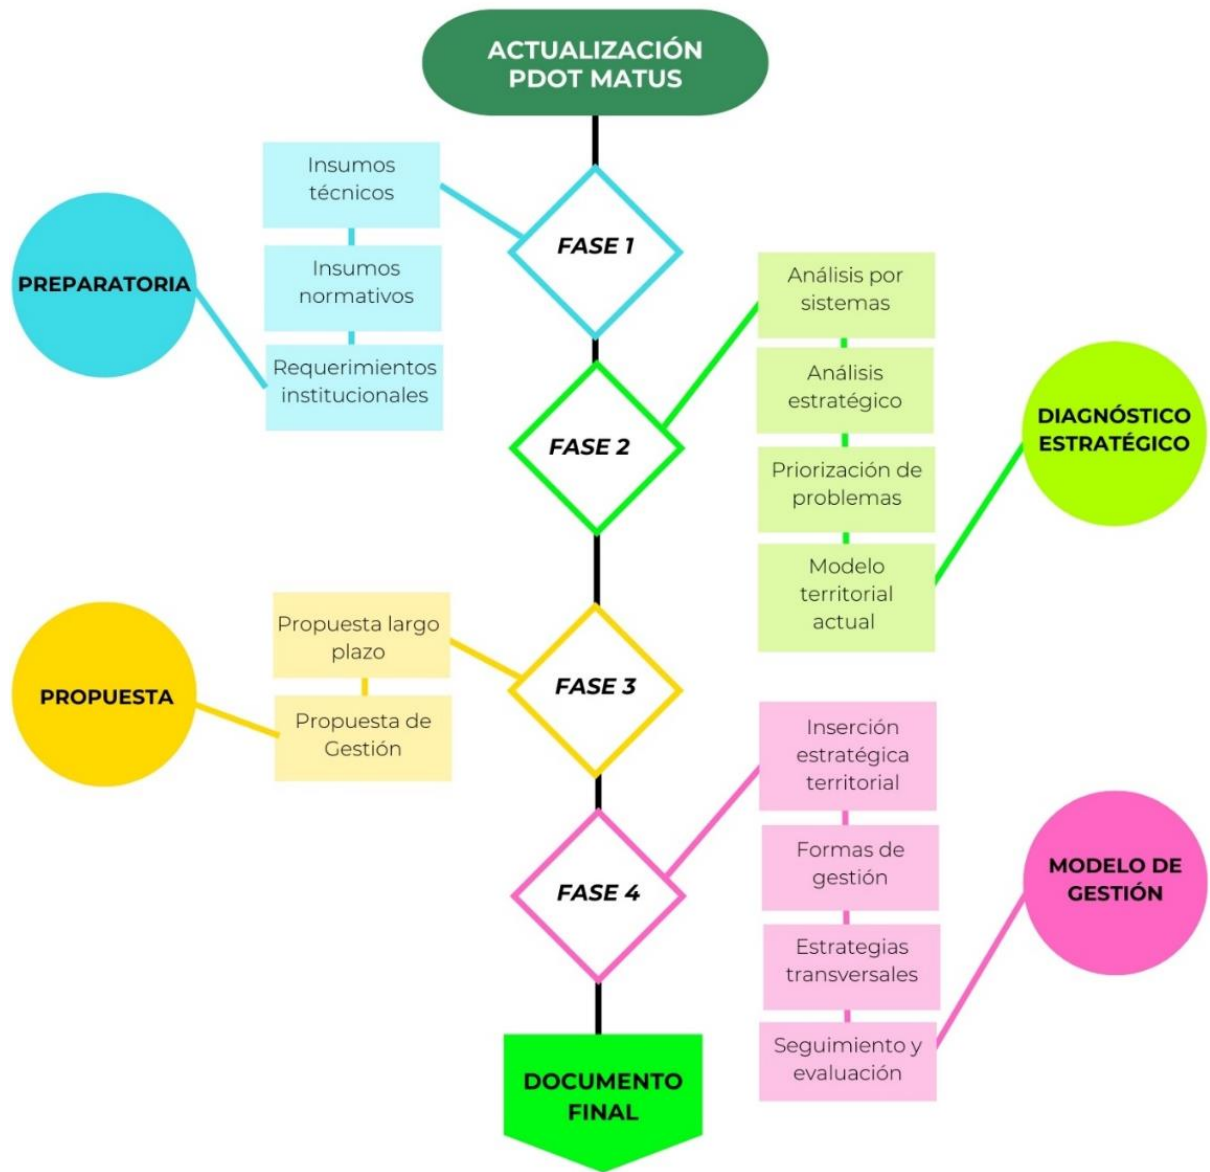 ACTUALIZACIÓN
PDOT MATUS
FASE 1
Insumos
técnicos
Insumos
normativos
Requerimientos
institucionales
PREPARATORIA
FASE 2
Análisis por
sistemas
Análisis
estratégico
Priorización de
problemas
Modelo
territorial
actual
DIAGNÓSTICO
ESTRATÉGICO
FASE 3
Propuesta largo
plazo
Propuesta de
Gestión
PROPUESTA
FASE 4
Inserción
estratégica
territorial
Formas de
gestión
Estrategias
transversales
Seguimiento y
evaluación
MODELO DE
GESTIÓN
DOCUMENTO
FINAL